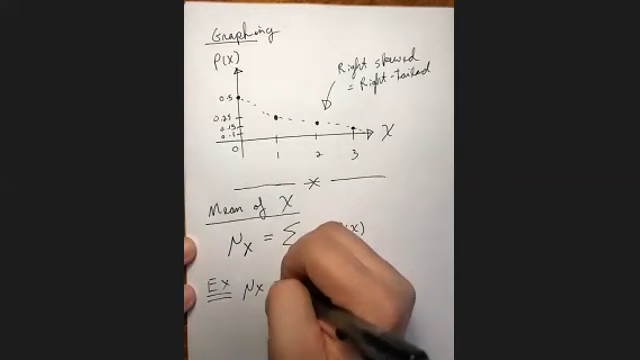 Graphing
P(X)
Right skewed
= Right-tailed
0.5
0.25
0.15
0.1
0 1 2 3 X
Mean of X
μx = Σ (x)
Ex μx